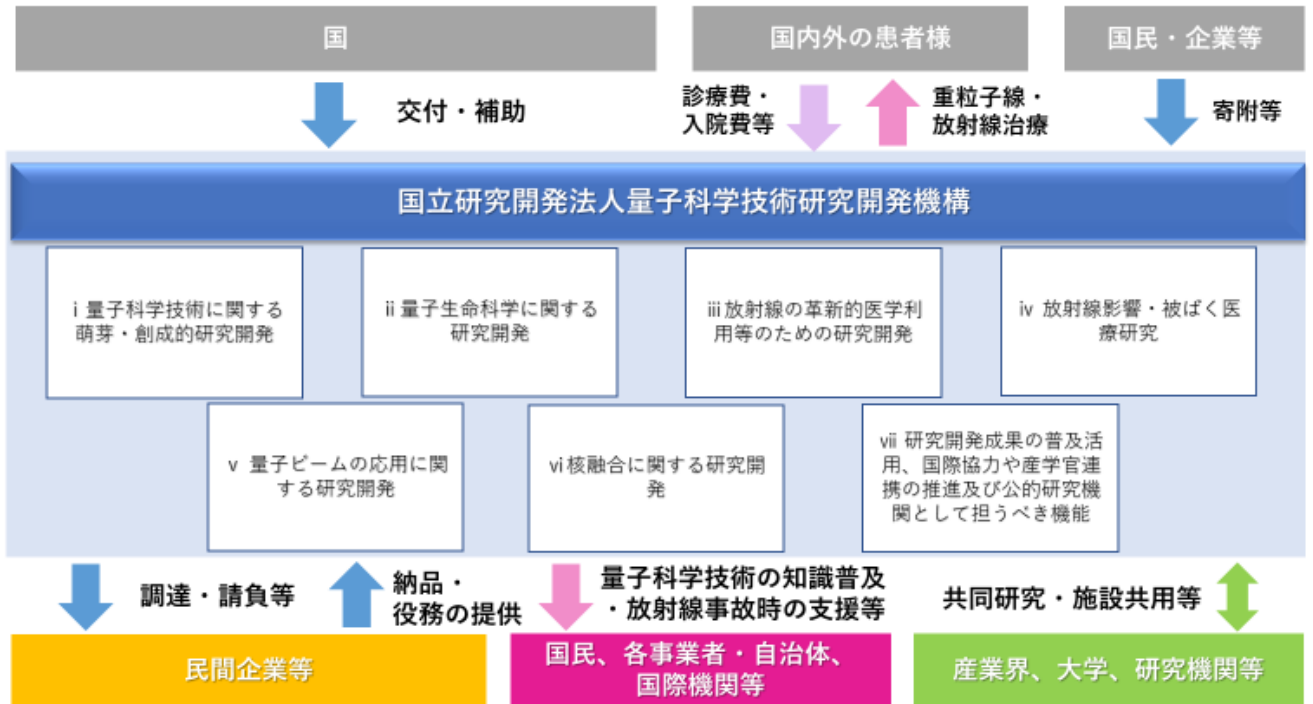 国
国内外の患者様
国民・企業等
交付・補助
診療費・
入院費等
重粒子線・
放射線治療
寄附等
国立研究開発法人量子科学技術研究開発機構
ⅰ量子科学技術に関する
萌芽・創成的研究開発
ⅱ量子生命科学に関する
研究開発
ⅲ放射線の革新的医学利
用等のための研究開発
ⅳ 放射線影響・被ばく医
療研究
ⅴ 量子ビームの応用に関
する研究開発
ⅵ核融合に関する研究開
発
ⅶ 研究開発成果の普及活
用、国際協力や産学官連
携の推進及び公的研究機
関として担うべき機能
調達・請負等
納品・
役務の提供
量子科学技術の知識普及
・放射線事故時の支援等
共同研究・施設共用等
民間企業等
国民、各事業者・自治体、
国際機関等
産業界、大学、研究機関等